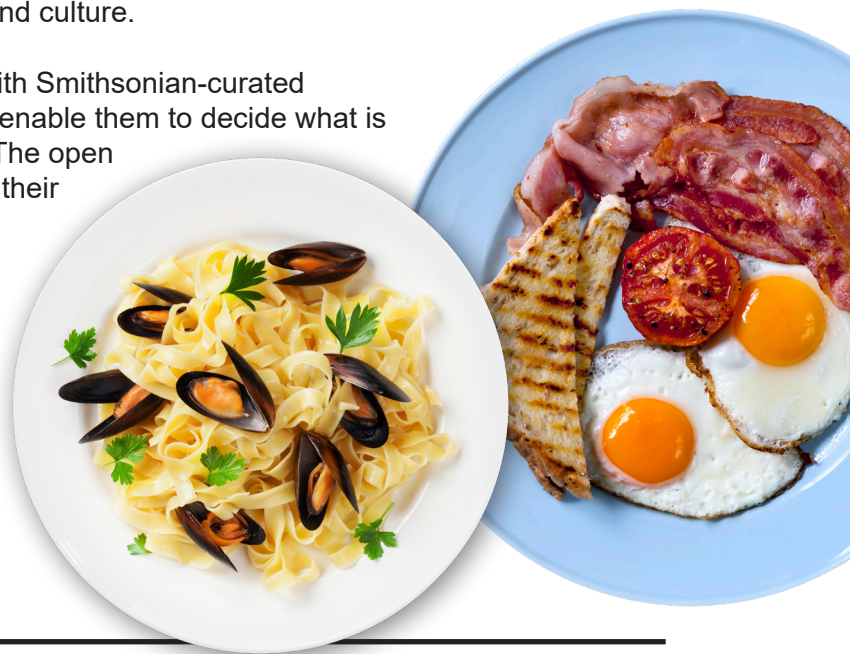 nd culture.
ith Smithsonian-curated
enable them to decide what is
The open
their